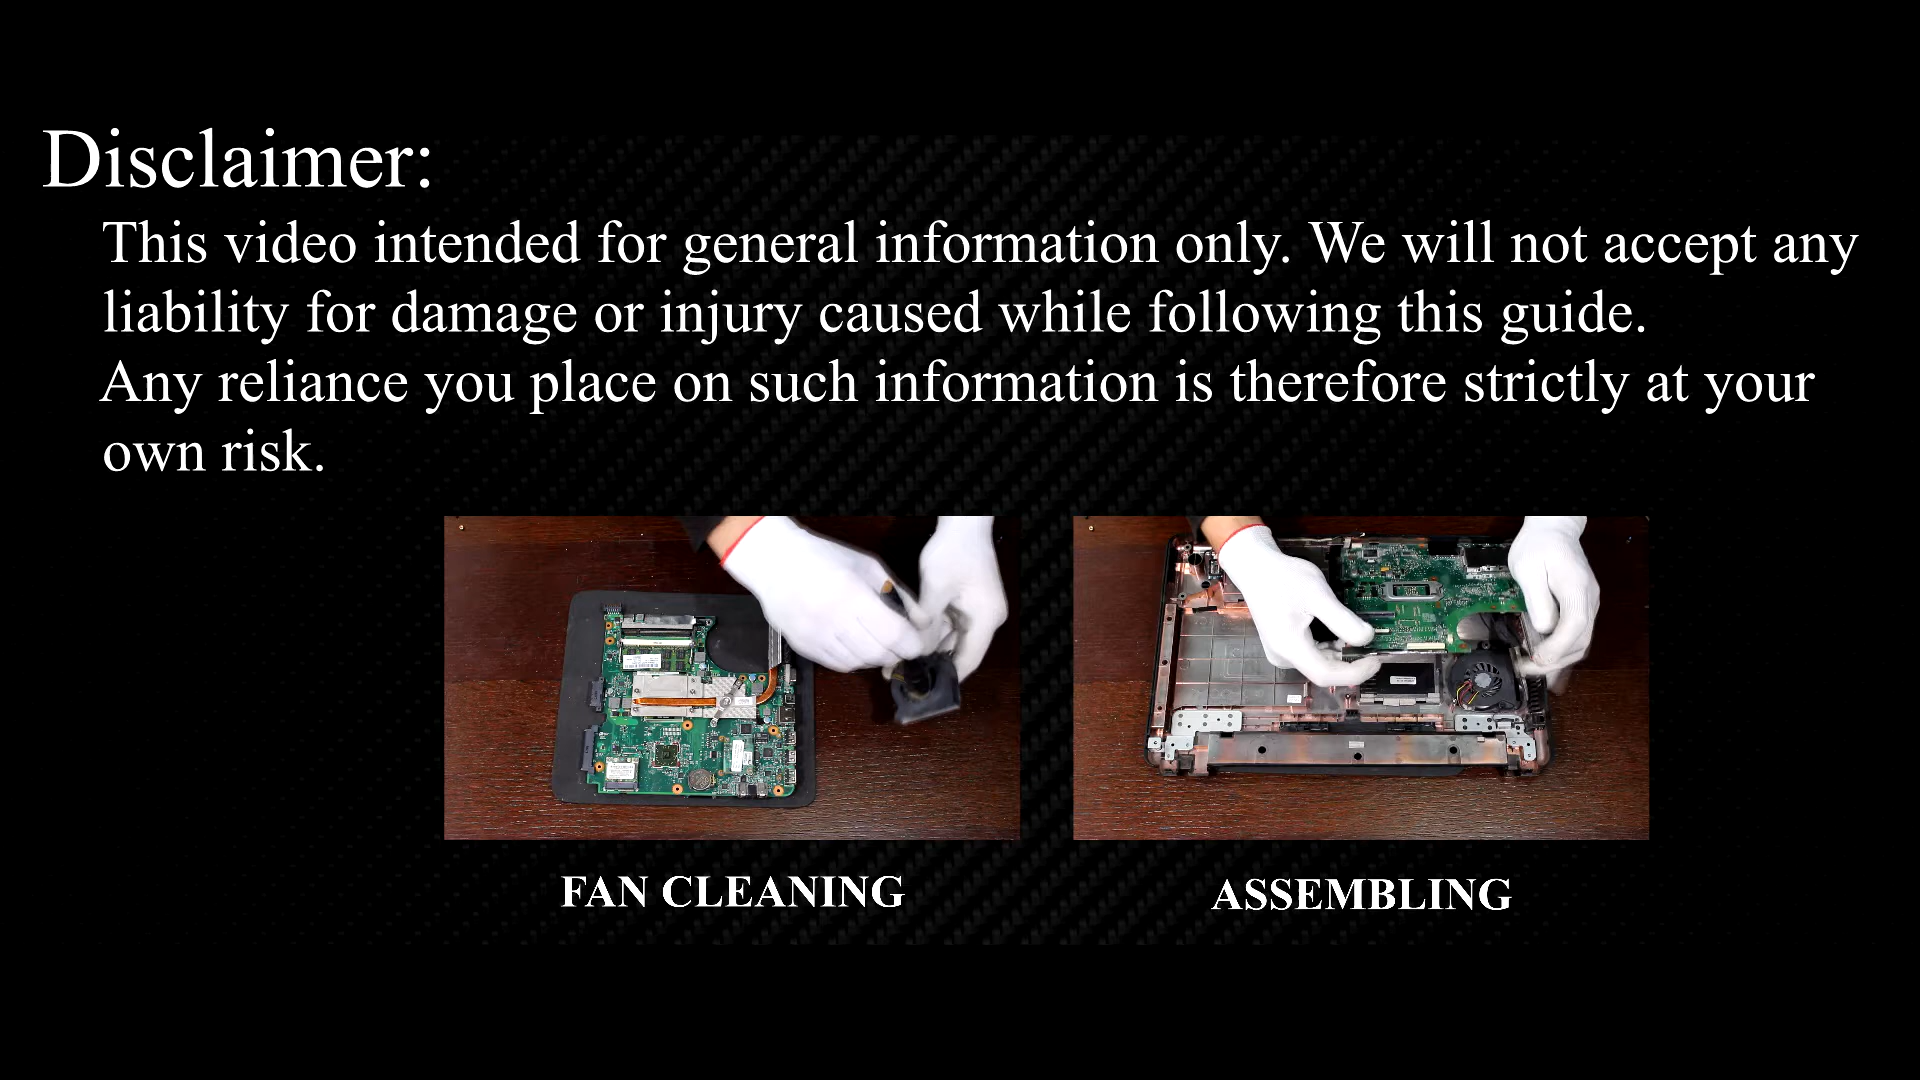 Disclaimer:
This video intended for general information only. We will not accept any
liability for damage or injury caused while following this guide.
Any reliance you place on such information is therefore strictly at your
own risk.
FAN CLEANING
ASSEMBLING